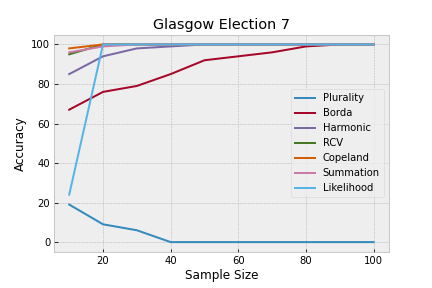 Glasgow Election 7
Accuracy
100
80
60
40
20
0
Plurality
Borda
Harmonic
RCV
Copeland
Summation
Likelihood
20 40 60 80 100
Sample Size